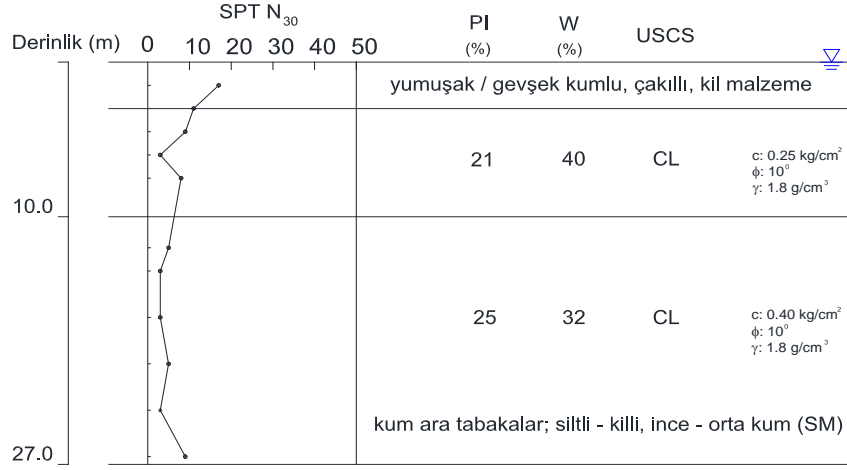 SPT N30
Derinlik (m) 0 10 20 30 40 50
PI (%)
W (%)
USCS
yumuşak / gevşek kumlu, çakıllı, kil malzeme
21 40 CL
c: 0.25 kg/cm²
ϕ: 10⁰
γ: 1.8 g/cm³
10.0
25 32 CL
c: 0.40 kg/cm²
ϕ: 10⁰
γ: 1.8 g/cm³
kum ara tabakalar; siltli - killi, ince - orta kum (SM)
27.0